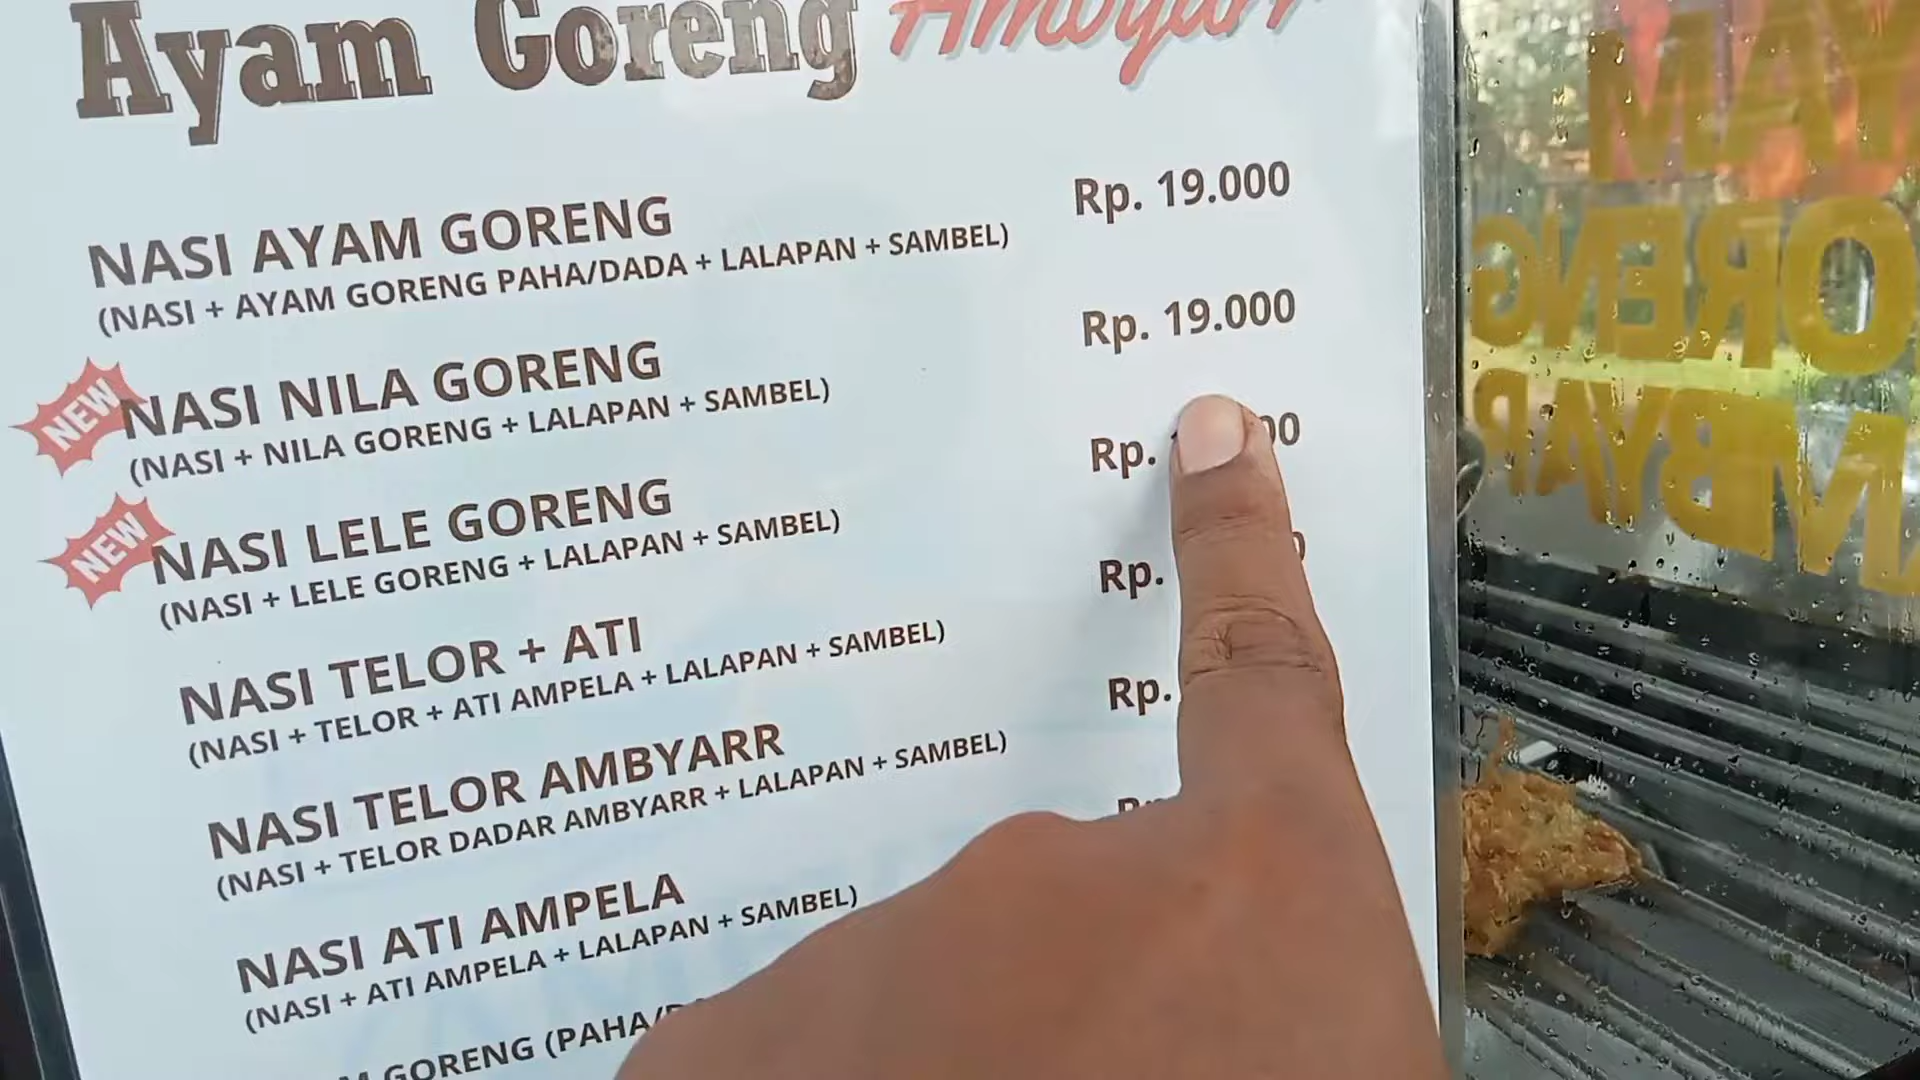 Ayam Goreng Ambyarr
NASI AYAM GORENG Rp. 19.000
(NASI + AYAM GORENG PAHA/DADA + LALAPAN + SAMBEL)
NEW NASI NILA GORENG Rp. 19.000
(NASI + NILA GORENG + LALAPAN + SAMBEL)
NEW NASI LELE GORENG Rp.
(NASI + LELE GORENG + LALAPAN + SAMBEL)
NASI TELOR + ATI Rp.
(NASI + TELOR + ATI AMPELA + LALAPAN + SAMBEL)
NASI TELOR AMBYARR Rp.
(NASI + TELOR DADAR AMBYARR + LALAPAN + SAMBEL)
NASI ATI AMPELA
(NASI + ATI AMPELA + LALAPAN + SAMBEL)
GORENG (PAHA/
AYAM
GORENG